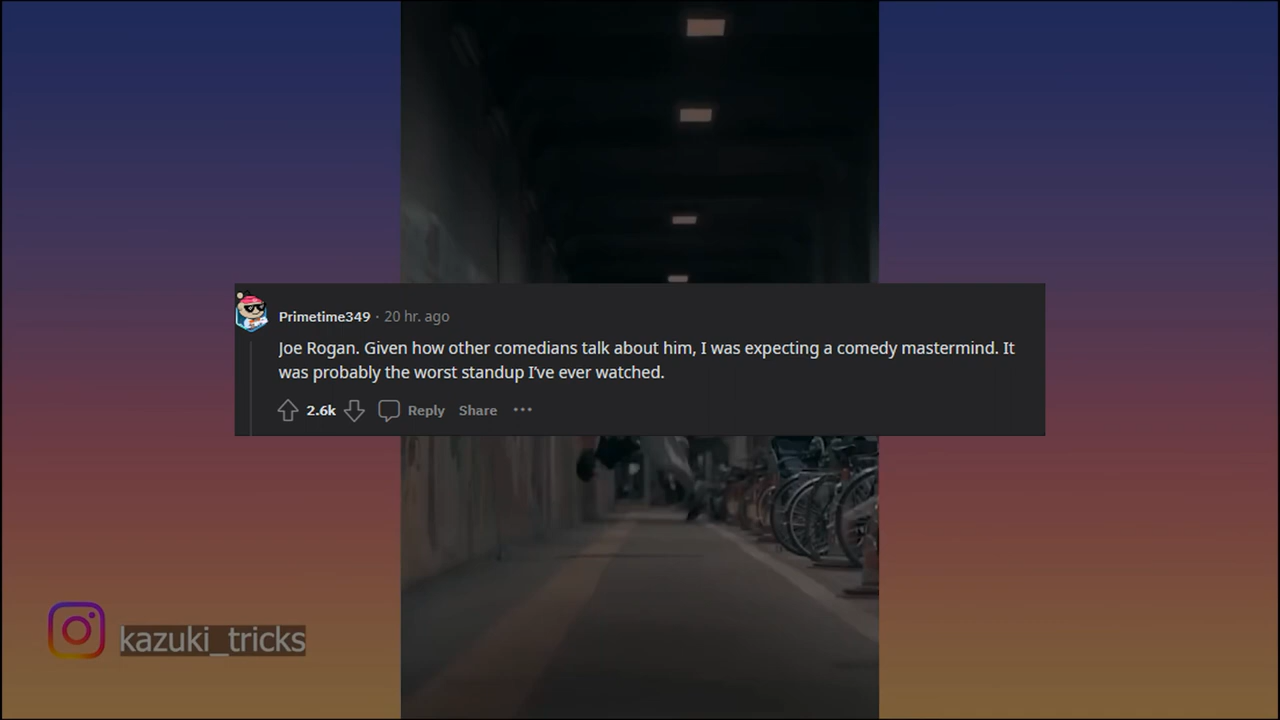 Primetime349 · 20 hr. ago
Joe Rogan. Given how other comedians talk about him, I was expecting a comedy mastermind. It
was probably the worst standup I've ever watched.
2.6k Reply Share ···
kazuki_tricks